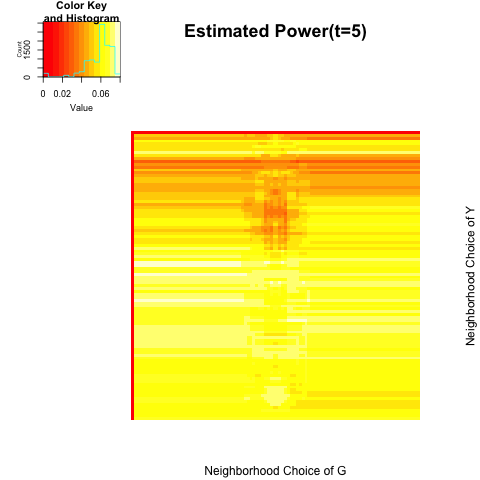 Color Key
and Histogram
Estimated Power(t=5)
Count
0 1500
0 0.02 0.06
Value
Neighborhood Choice of Y
Neighborhood Choice of G